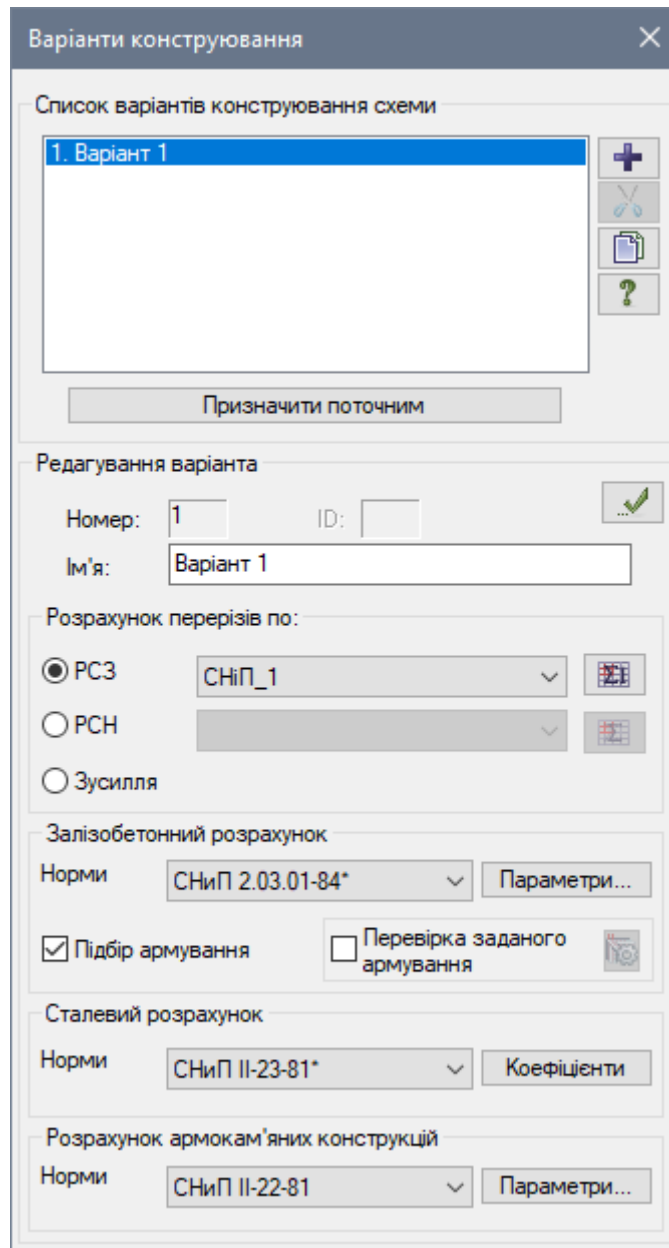 Варіанти конструювання
Список варіантів конструювання схеми
1. Варіант 1
Призначити поточним
Редагування варіанта
Номер: 1 ID:
Ім'я: Варіант 1
Розрахунок перерізів по:
РСЗ СНіП_1
РСН
Зусилля
Залізобетонний розрахунок
Норми СНиП 2.03.01-84* Параметри...
Підбір армування
Перевірка заданого
армування
Сталевий розрахунок
Норми СНиП II-23-81* Коефіцієнти
Розрахунок армокам'яних конструкцій
Норми СНиП II-22-81 Параметри...